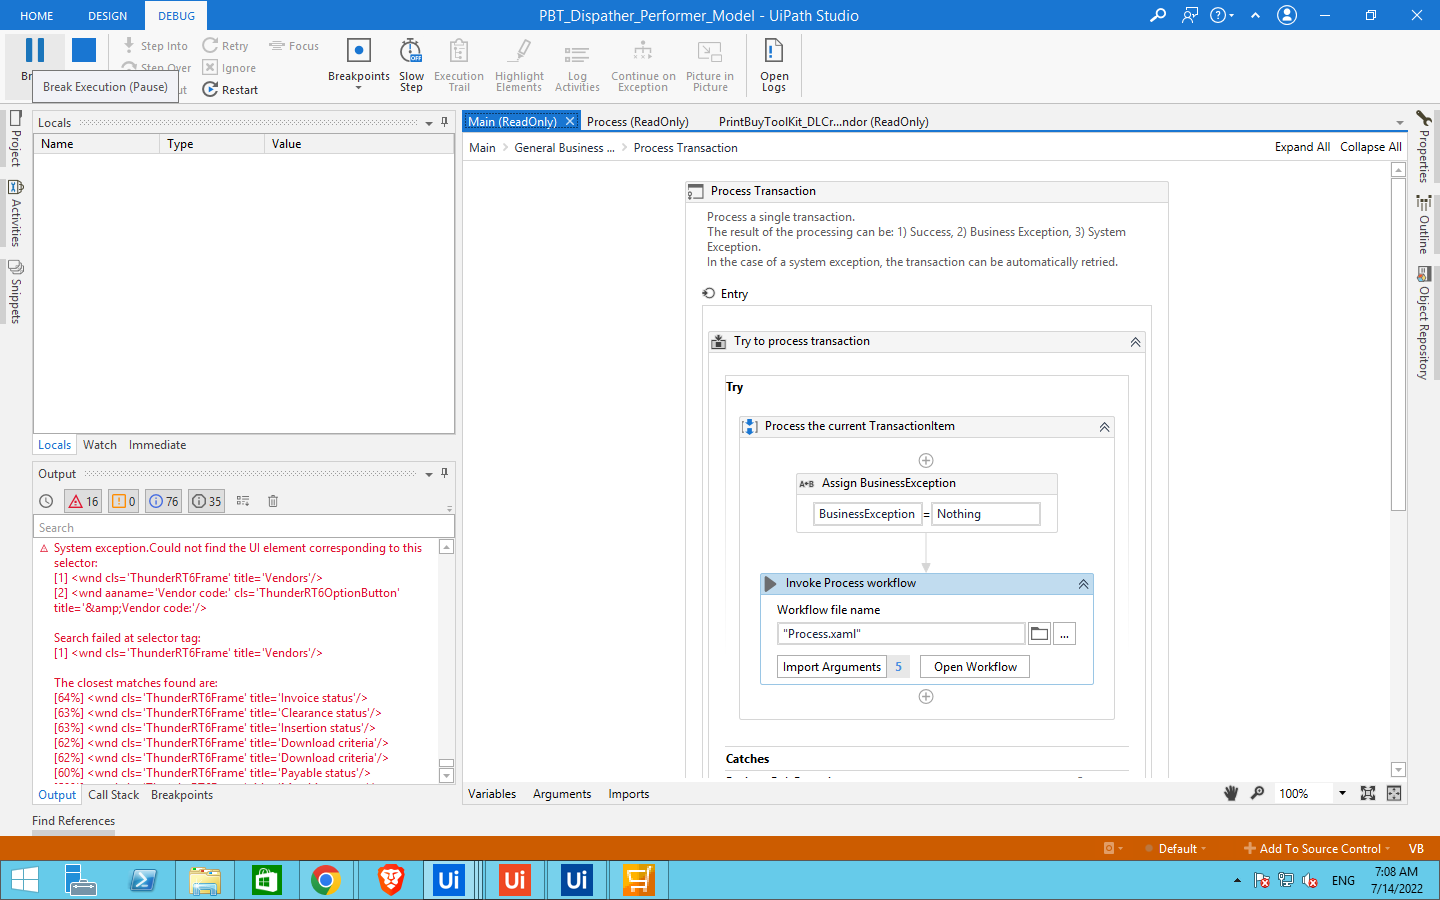 HOME
DESIGN
DEBUG
PBT_Dispather_Performer_Model - UiPath Studio
Step Into
Retry
Focus
Step Over
Ignore
Restart
Break Execution (Pause)
Breakpoints
Slow Step
Execution Trail
Highlight Elements
Log Activities
Continue on Exception
Picture in Picture
Open Logs
Project
Activities
Snippets
Locals
Name
Type
Value
Locals
Watch
Immediate
Output
16
0
76
35
Search
System exception.Could not find the UI element corresponding to this
selector:
[1] <wnd cls='ThunderRT6Frame' title='Vendors'/>
[2] <wnd aaname='Vendor code:' cls='ThunderRT6OptionButton'
title='&amp;Vendor code:'/>
Search failed at selector tag:
[1] <wnd cls='ThunderRT6Frame' title='Vendors'/>
The closest matches found are:
[64%] <wnd cls='ThunderRT6Frame' title='Invoice status'/>
[63%] <wnd cls='ThunderRT6Frame' title='Clearance status'/>
[63%] <wnd cls='ThunderRT6Frame' title='Insertion status'/>
[62%] <wnd cls='ThunderRT6Frame' title='Download criteria'/>
[62%] <wnd cls='ThunderRT6Frame' title='Download criteria'/>
[60%] <wnd cls='ThunderRT6Frame' title='Payable status'/>
Output
Call Stack
Breakpoints
Find References
Main (ReadOnly)
Process (ReadOnly)
PrintBuyToolKit_DLCr...ndor (ReadOnly)
Main
General Business ...
Process Transaction
Expand All
Collapse All
Process Transaction
Process a single transaction.
The result of the processing can be: 1) Success, 2) Business Exception, 3) System
Exception.
In the case of a system exception, the transaction can be automatically retried.
Entry
Try to process transaction
Try
Process the current TransactionItem
A+B Assign BusinessException
BusinessException = Nothing
Invoke Process workflow
Workflow file name
"Process.xaml"
...
Import Arguments 5
Open Workflow
Catches
Variables
Arguments
Imports
100%
Properties
Outline
Object Repository
Default
Add To Source Control
VB
Ui
Ui
Ui
ENG
7:08 AM
7/14/2022